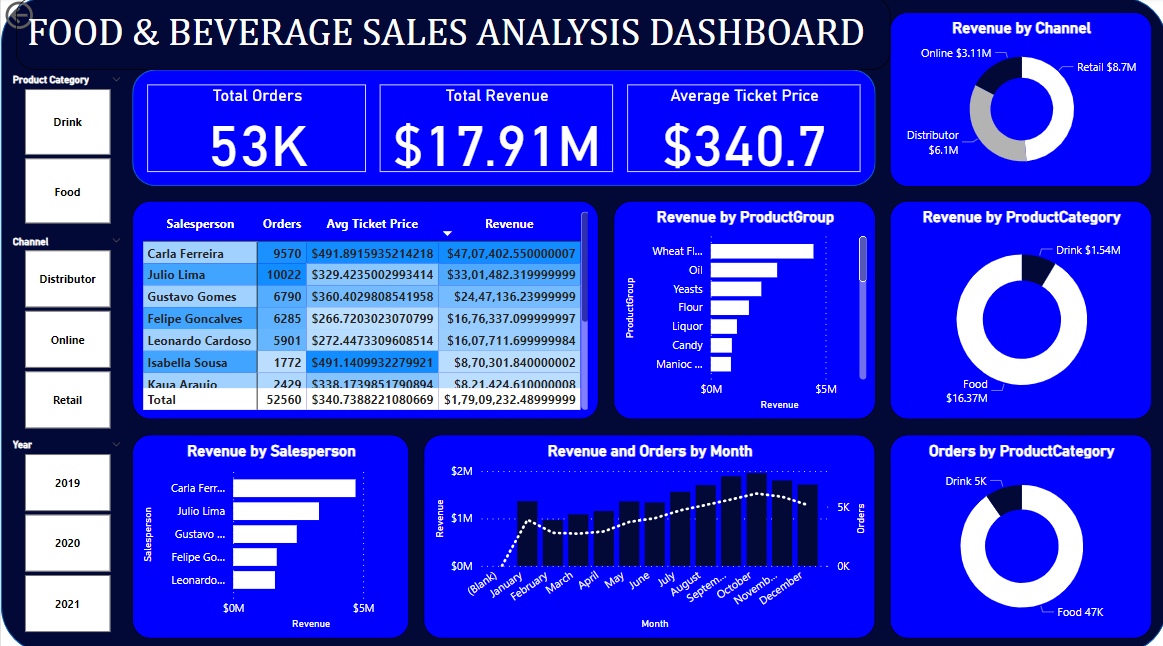 FOOD & BEVERAGE SALES ANALYSIS DASHBOARD
Product Category
Drink
Food
Channel
Distributor
Online
Retail
Year
2019
2020
2021
Total Orders
53K
Total Revenue
$17.91M
Average Ticket Price
$340.7
Revenue by Channel
Online $3.11M
Retail $8.7M
Distributor
$6.1M
Salesperson Orders Avg Ticket Price Revenue
Carla Ferreira 9570 $491.8915935214218 $47,07,402.550000007
Julio Lima 10022 $329.4235002993414 $33,01,482.319999999
Gustavo Gomes 6790 $360.4029808541958 $24,47,136.23999999
Felipe Goncalves 6285 $266.7203023070799 $16,76,337.099999997
Leonardo Cardoso 5901 $272.4473309608514 $16,07,711.699999984
Isabella Sousa 1772 $491.1409932279921 $8,70,301.840000002
Kaua Araujo 2429 $338.1739851790894 $8,21,424.610000008
Total 52560 $340.7388221080669 $1,79,09,232.48999999
Revenue by ProductGroup
ProductGroup
Wheat Fl...
Oil
Yeasts
Flour
Liquor
Candy
Manioc ...
$0M $5M
Revenue
Revenue by ProductCategory
Drink $1.54M
Food
$16.37M
Revenue by Salesperson
Salesperson
Carla Ferr...
Julio Lima
Gustavo ...
Felipe Go...
Leonardo...
$0M $5M
Revenue
Revenue and Orders by Month
Revenue
$2M
$1M
$0M
5K
0K
Orders
(Blank) January February March April May June July August Septem... October Novemb... December
Month
Orders by ProductCategory
Drink 5K
Food 47K